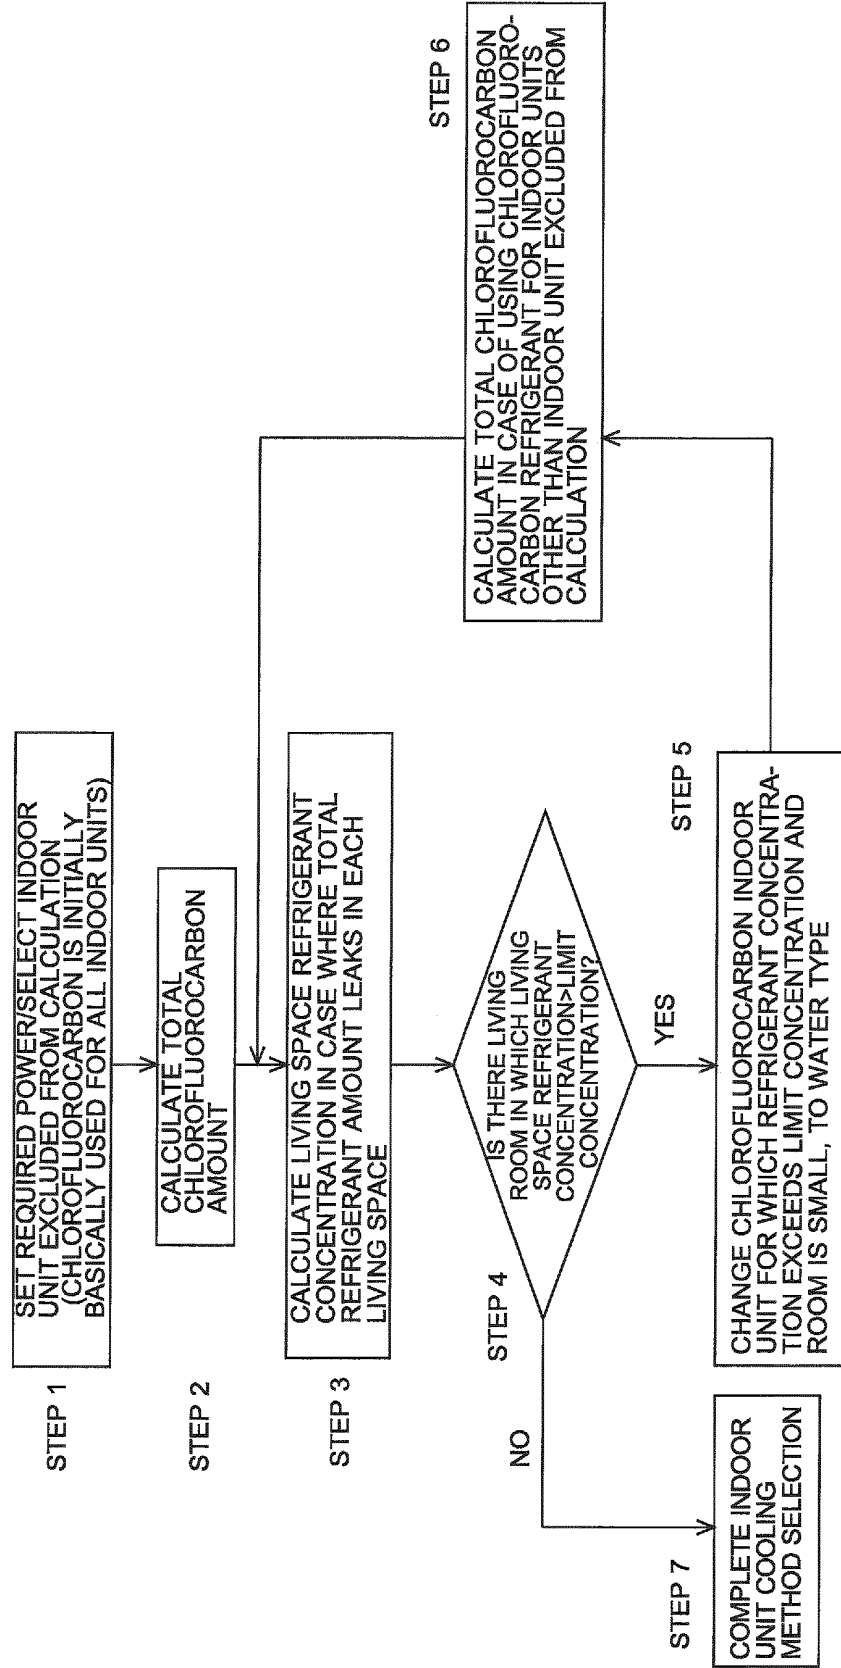 STEP 1
SET REQUIRED POWER/SELECT INDOOR
UNIT EXCLUDED FROM CALCULATION
(CHLOROFLUOROCARBON IS INITIALLY
BASICALLY USED FOR ALL INDOOR UNITS)
STEP 2
CALCULATE TOTAL
CHLOROFLUOROCARBON
AMOUNT
STEP 3
CALCULATE LIVING SPACE REFRIGERANT
CONCENTRATION IN CASE WHERE TOTAL
REFRIGERANT AMOUNT LEAKS IN EACH
LIVING SPACE
STEP 4
IS THERE LIVING
ROOM IN WHICH LIVING
SPACE REFRIGERANT
CONCENTRATION>LIMIT
CONCENTRATION?
NO
YES
STEP 5
CHANGE CHLOROFLUOROCARBON INDOOR
UNIT FOR WHICH REFRIGERANT CONCENTRA-
TION EXCEEDS LIMIT CONCENTRATION AND
ROOM IS SMALL, TO WATER TYPE
STEP 6
CALCULATE TOTAL CHLOROFLUOROCARBON
AMOUNT IN CASE OF USING CHLOROFLUORO-
CARBON REFRIGERANT FOR INDOOR UNITS
OTHER THAN INDOOR UNIT EXCLUDED FROM
CALCULATION
STEP 7
COMPLETE INDOOR
UNIT COOLING
METHOD SELECTION